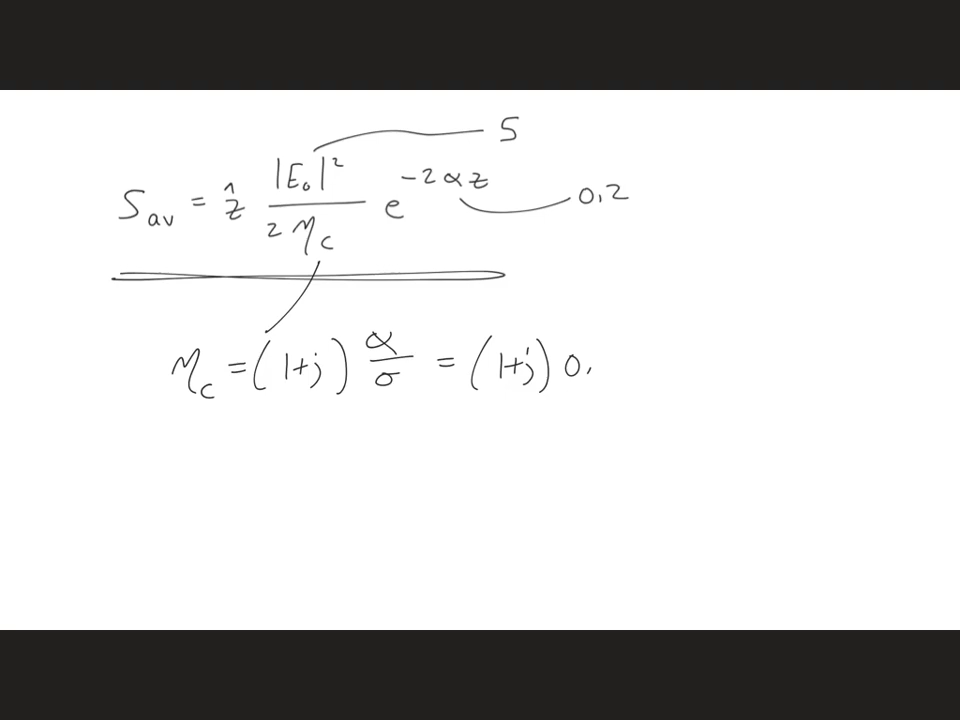 5
S_av = ẑ |E₀|² / 2η_c e^(-2αz) 0,2
η_c = (1+j) α/σ = (1+j) 0,